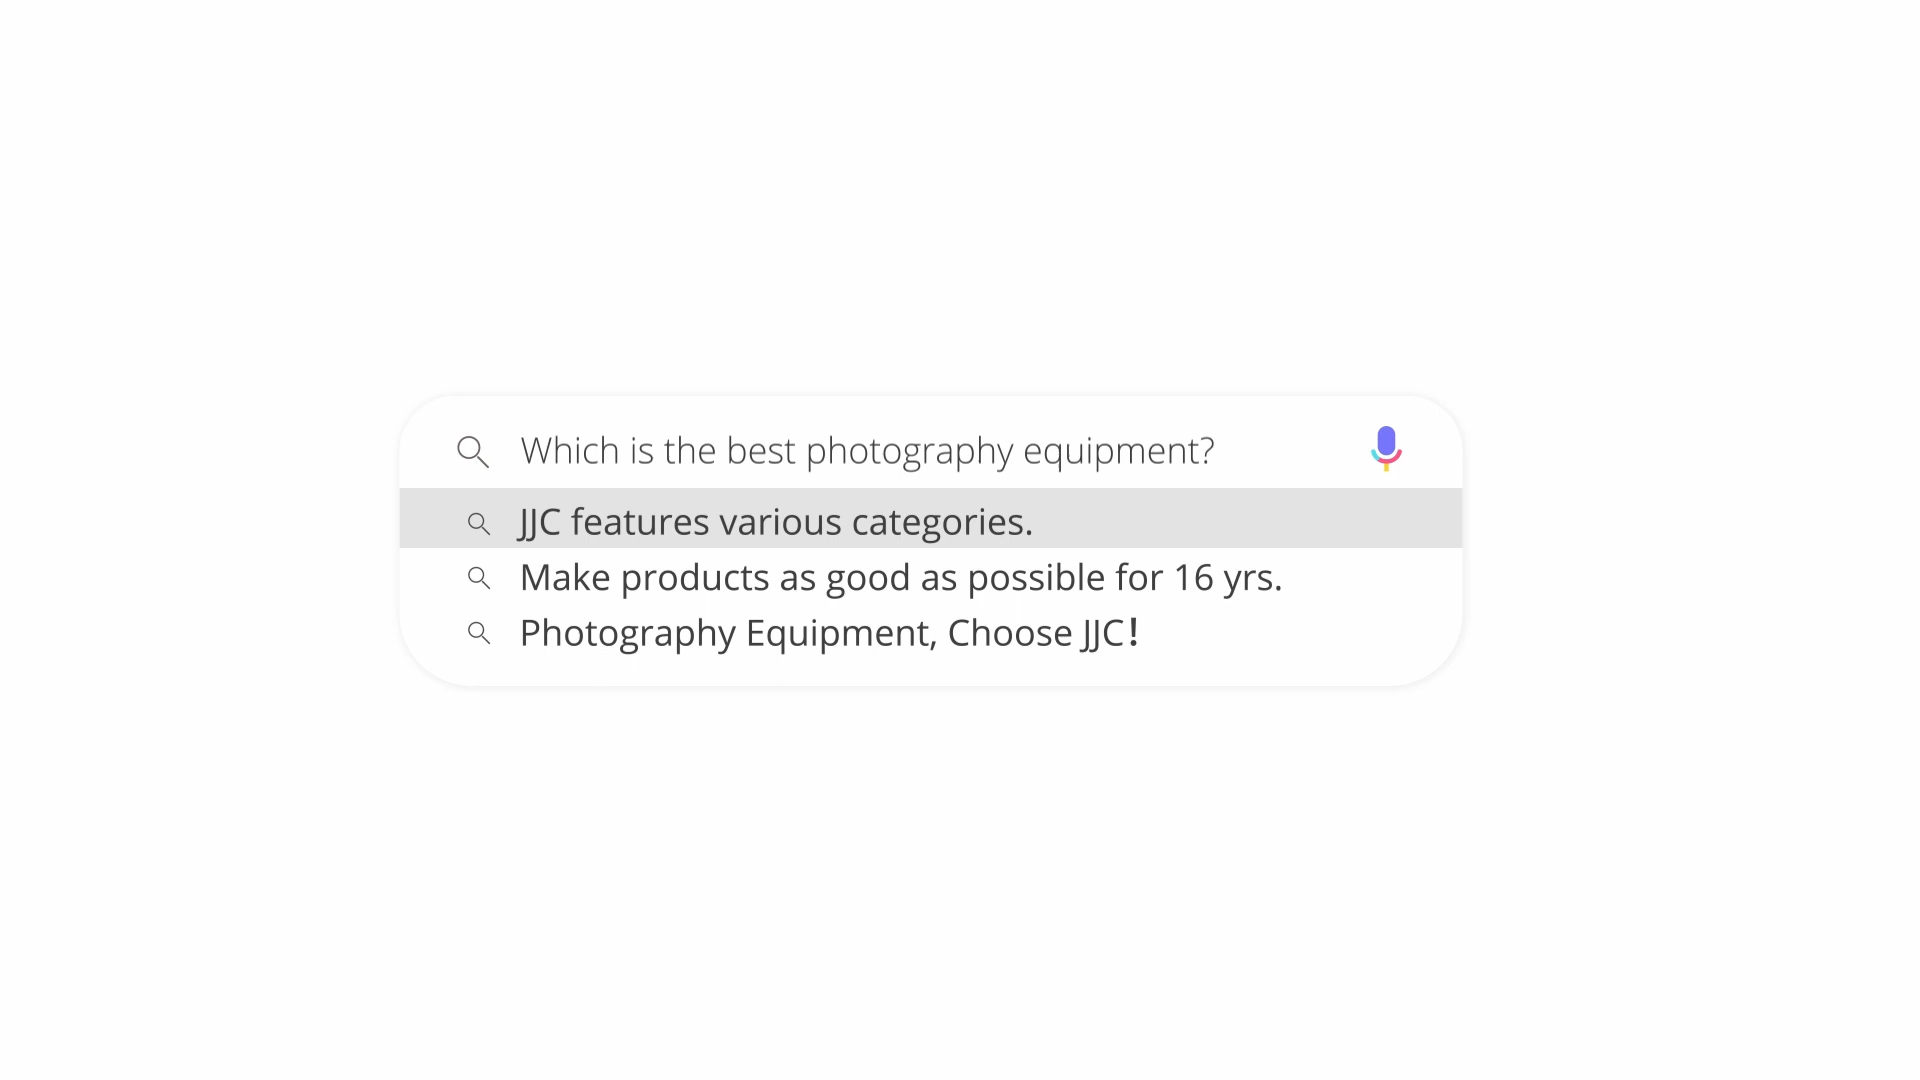 Which is the best photography equipment?
JJC features various categories.
Make products as good as possible for 16 yrs.
Photography Equipment, Choose JJC!